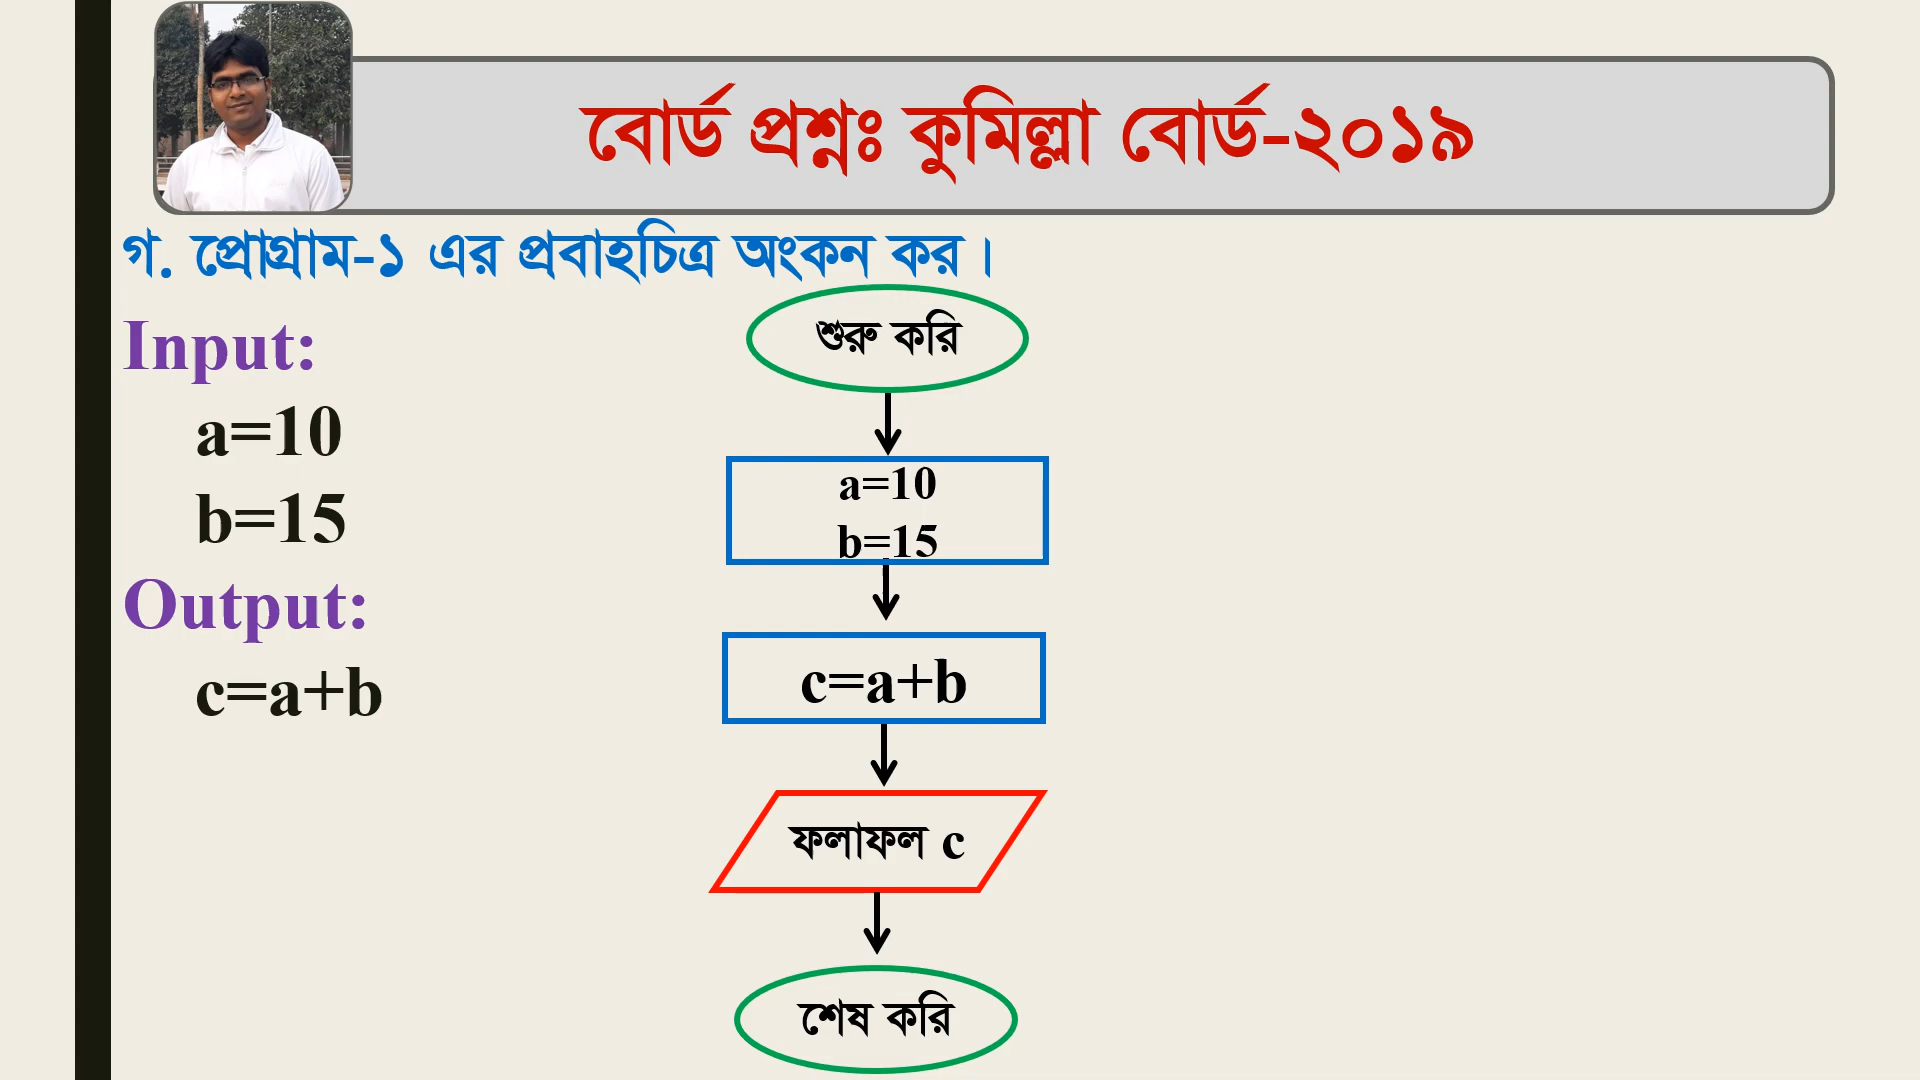 বোর্ড প্রশ্নঃ কুমিল্লা বোর্ড-২০১৯
গ. প্রোগ্রাম-১ এর প্রবাহচিত্র অংকন কর।
Input:
a=10
b=15
Output:
c=a+b
শুরু করি
a=10
b=15
c=a+b
ফলাফল c
শেষ করি